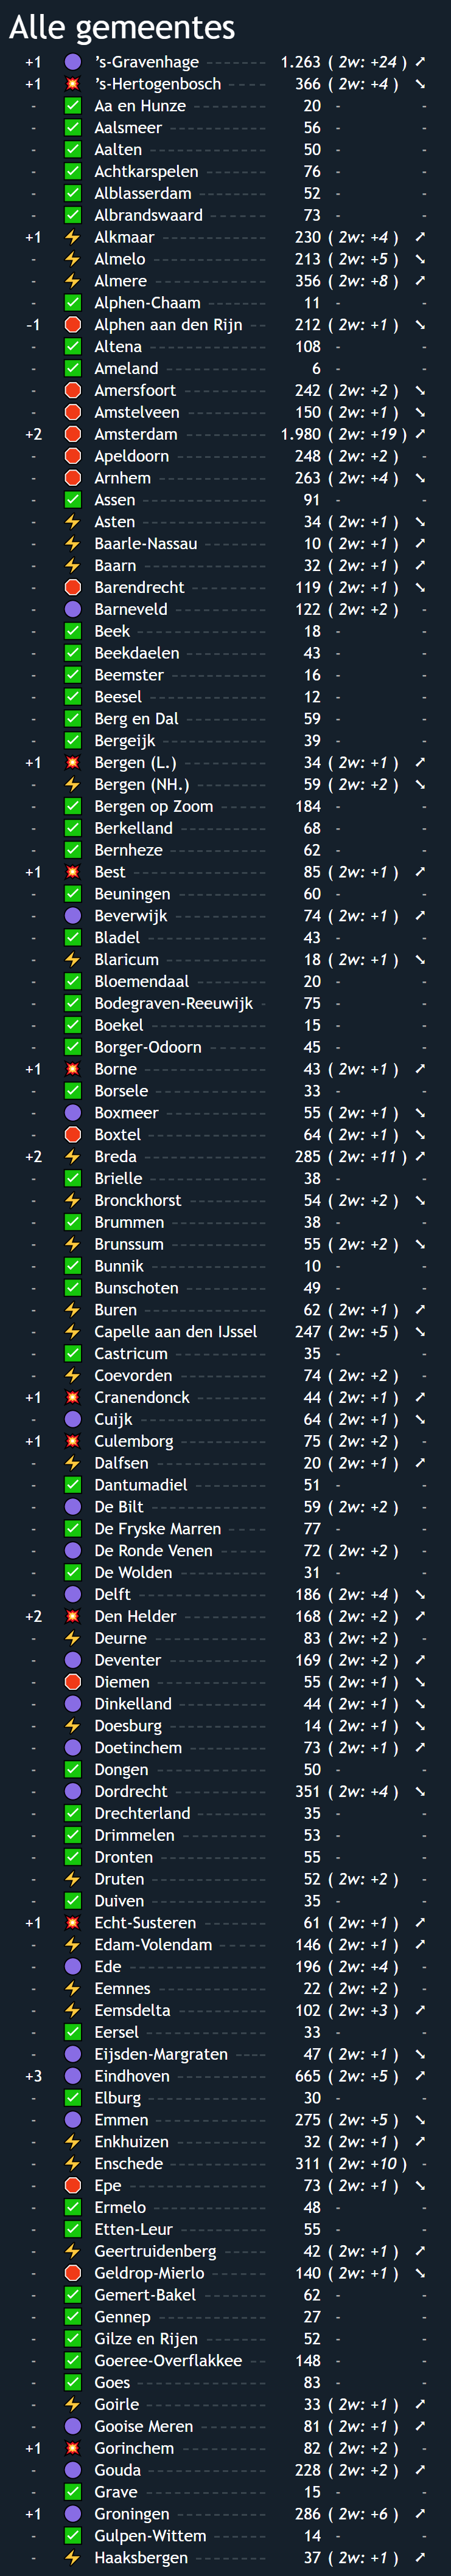 Alle gemeentes
+1 ’s-Gravenhage 1.263 ( 2w: +24 ) ↗
+1 ’s-Hertogenbosch 366 ( 2w: +4 ) ↘
- Aa en Hunze 20 - -
- Aalsmeer 56 - -
- Aalten 50 - -
- Achtkarspelen 76 - -
- Alblasserdam 52 - -
- Albrandswaard 73 - -
+1 Alkmaar 230 ( 2w: +4 ) ↗
- Almelo 213 ( 2w: +5 ) ↘
- Almere 356 ( 2w: +8 ) ↗
- Alphen-Chaam 11 - -
-1 Alphen aan den Rijn 212 ( 2w: +1 ) ↘
- Altena 108 - -
- Ameland 6 - -
- Amersfoort 242 ( 2w: +2 ) ↘
- Amstelveen 150 ( 2w: +1 ) ↘
+2 Amsterdam 1.980 ( 2w: +19 ) ↗
- Apeldoorn 248 ( 2w: +2 ) -
- Arnhem 263 ( 2w: +4 ) ↘
- Assen 91 - -
- Asten 34 ( 2w: +1 ) ↘
- Baarle-Nassau 10 ( 2w: +1 ) ↗
- Baarn 32 ( 2w: +1 ) ↗
- Barendrecht 119 ( 2w: +1 ) ↘
- Barneveld 122 ( 2w: +2 ) -
- Beek 18 - -
- Beekdaelen 43 - -
- Beemster 16 - -
- Beesel 12 - -
- Berg en Dal 59 - -
- Bergeijk 39 - -
+1 Bergen (L.) 34 ( 2w: +1 ) ↗
- Bergen (NH.) 59 ( 2w: +2 ) ↘
- Bergen op Zoom 184 - -
- Berkelland 68 - -
- Bernheze 62 - -
+1 Best 85 ( 2w: +1 ) ↗
- Beuningen 60 - -
- Beverwijk 74 ( 2w: +1 ) ↗
- Bladel 43 - -
- Blaricum 18 ( 2w: +1 ) ↘
- Bloemendaal 20 - -
- Bodegraven-Reeuwijk 75 - -
- Boekel 15 - -
- Borger-Odoorn 45 - -
+1 Borne 43 ( 2w: +1 ) ↗
- Borsele 33 - -
- Boxmeer 55 ( 2w: +1 ) ↘
- Boxtel 64 ( 2w: +1 ) ↘
+2 Breda 285 ( 2w: +11 ) ↗
- Brielle 38 - -
- Bronckhorst 54 ( 2w: +2 ) ↘
- Brummen 38 - -
- Brunssum 55 ( 2w: +2 ) ↘
- Bunnik 10 - -
- Bunschoten 49 - -
- Buren 62 ( 2w: +1 ) ↗
- Capelle aan den IJssel 247 ( 2w: +5 ) ↘
- Castricum 35 - -
- Coevorden 74 ( 2w: +2 ) -
+1 Cranendonck 44 ( 2w: +1 ) ↗
- Cuijk 64 ( 2w: +1 ) ↘
+1 Culemborg 75 ( 2w: +2 ) -
- Dalfsen 20 ( 2w: +1 ) ↗
- Dantumadiel 51 - -
- De Bilt 59 ( 2w: +2 ) -
- De Fryske Marren 77 - -
- De Ronde Venen 72 ( 2w: +2 ) -
- De Wolden 31 - -
- Delft 186 ( 2w: +4 ) ↘
+2 Den Helder 168 ( 2w: +2 ) ↗
- Deurne 83 ( 2w: +2 ) -
- Deventer 169 ( 2w: +2 ) ↗
- Diemen 55 ( 2w: +1 ) ↘
- Dinkelland 44 ( 2w: +1 ) ↘
- Doesburg 14 ( 2w: +1 ) ↘
- Doetinchem 73 ( 2w: +1 ) ↗
- Dongen 50 - -
- Dordrecht 351 ( 2w: +4 ) ↘
- Drechterland 35 - -
- Drimmelen 53 - -
- Dronten 55 - -
- Druten 52 ( 2w: +2 ) -
- Duiven 35 - -
+1 Echt-Susteren 61 ( 2w: +1 ) ↗
- Edam-Volendam 146 ( 2w: +1 ) ↗
- Ede 196 ( 2w: +4 ) -
- Eemnes 22 ( 2w: +2 ) -
- Eemsdelta 102 ( 2w: +3 ) ↗
- Eersel 33 - -
- Eijsden-Margraten 47 ( 2w: +1 ) ↘
+3 Eindhoven 665 ( 2w: +5 ) ↗
- Elburg 30 - -
- Emmen 275 ( 2w: +5 ) ↘
- Enkhuizen 32 ( 2w: +1 ) ↗
- Enschede 311 ( 2w: +10 ) -
- Epe 73 ( 2w: +1 ) ↘
- Ermelo 48 - -
- Etten-Leur 55 - -
- Geertruidenberg 42 ( 2w: +1 ) ↗
- Geldrop-Mierlo 140 ( 2w: +1 ) ↘
- Gemert-Bakel 62 - -
- Gennep 27 - -
- Gilze en Rijen 52 - -
- Goeree-Overflakkee 148 - -
- Goes 83 - -
- Goirle 33 ( 2w: +1 ) ↗
- Gooise Meren 81 ( 2w: +1 ) ↗
+1 Gorinchem 82 ( 2w: +2 ) -
- Gouda 228 ( 2w: +2 ) ↗
- Grave 15 - -
+1 Groningen 286 ( 2w: +6 ) ↗
- Gulpen-Wittem 14 - -
- Haaksbergen 37 ( 2w: +1 ) ↗